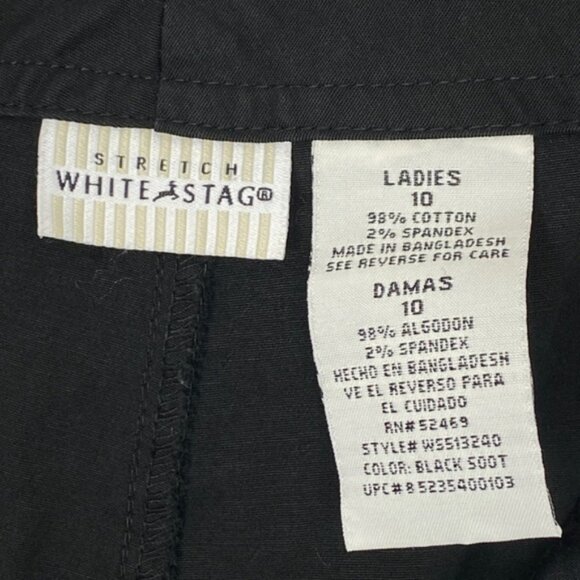 STRETCH
WHITE STAG®
LADIES
10
98% COTTON
2% SPANDEX
MADE IN BANGLADESH
SEE REVERSE FOR CARE
DAMAS
10
98% ALGODON
2% SPANDEX
HECHO EN BANGLADESH
VE EL REVERSO PARA
EL CUIDADO
RN# 52469
STYLE# WS513240
COLOR: BLACK SOOT
UPC# 85235400103